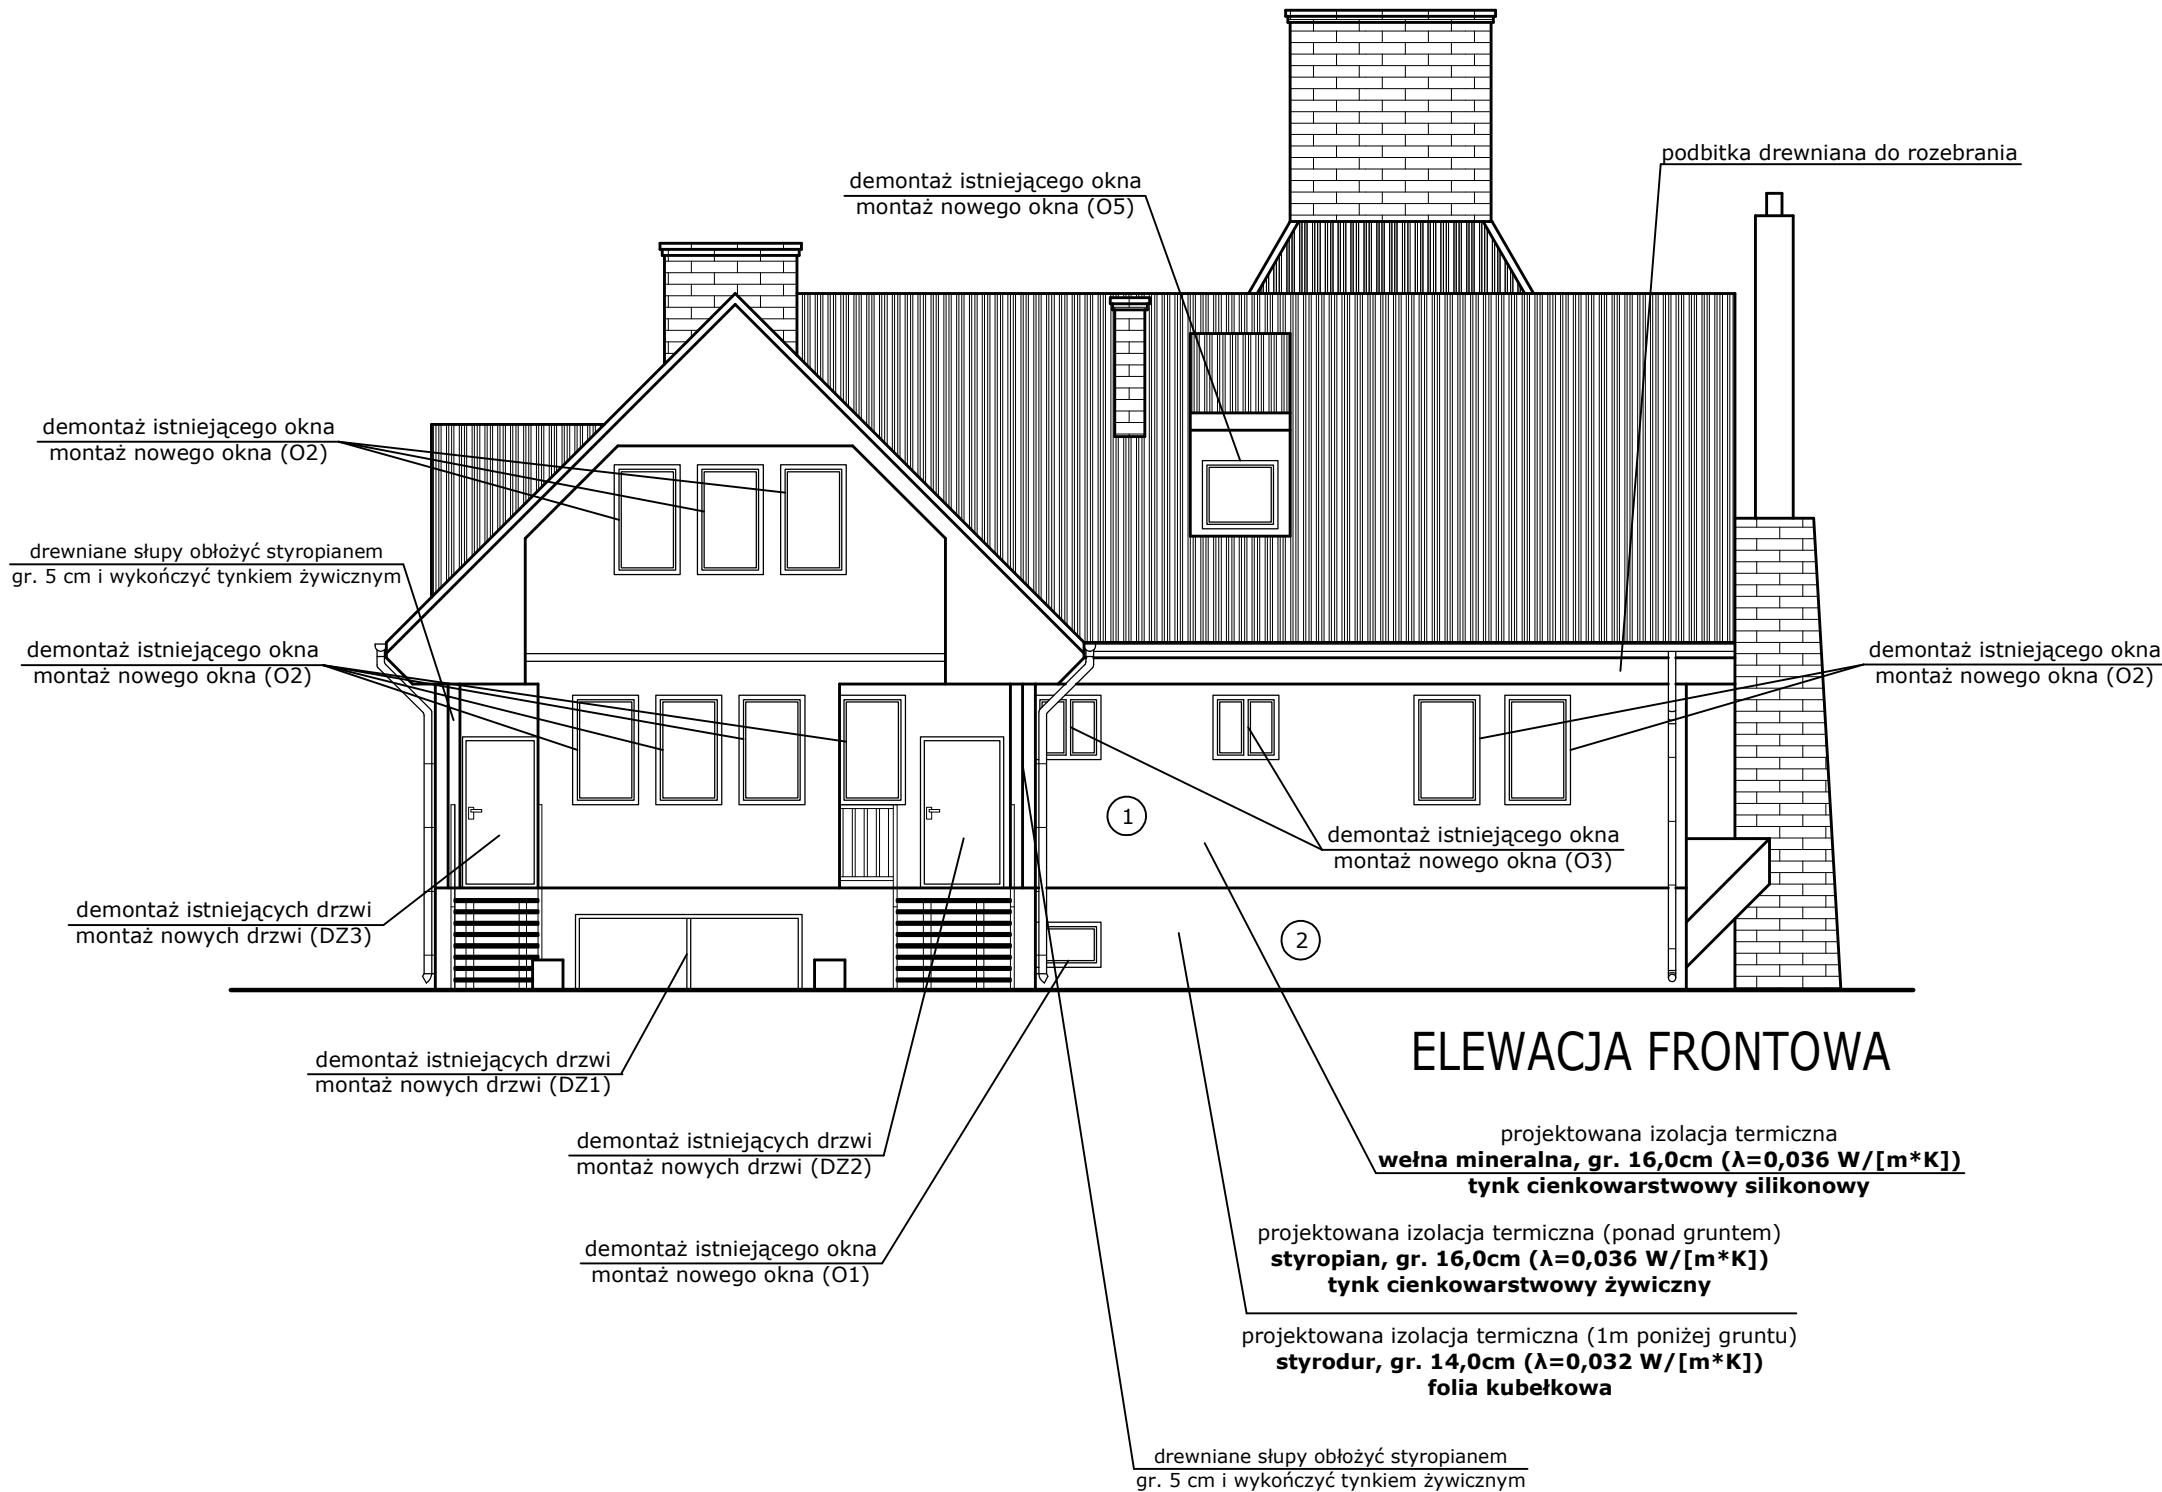 podbitka drewniana do rozebrania
demontaż istniejącego okna
montaż nowego okna (O5)
demontaż istniejącego okna
montaż nowego okna (O2)
drewniane słupy obłożyć styropianem
gr. 5 cm i wykończyć tynkiem żywicznym
demontaż istniejącego okna
montaż nowego okna (O2)
demontaż istniejącego okna
montaż nowego okna (O2)
1
demontaż istniejącego okna
montaż nowego okna (O3)
demontaż istniejących drzwi
montaż nowych drzwi (DZ3)
2
ELEWACJA FRONTOWA
demontaż istniejących drzwi
montaż nowych drzwi (DZ1)
demontaż istniejących drzwi
montaż nowych drzwi (DZ2)
projektowana izolacja termiczna
wełna mineralna, gr. 16,0cm (λ=0,036 W/[m*K])
tynk cienkowarstwowy silikonowy
demontaż istniejącego okna
montaż nowego okna (O1)
projektowana izolacja termiczna (ponad gruntem)
styropian, gr. 16,0cm (λ=0,036 W/[m*K])
tynk cienkowarstwowy żywiczny
projektowana izolacja termiczna (1m poniżej gruntu)
styrodur, gr. 14,0cm (λ=0,032 W/[m*K])
folia kubełkowa
drewniane słupy obłożyć styropianem
gr. 5 cm i wykończyć tynkiem żywicznym